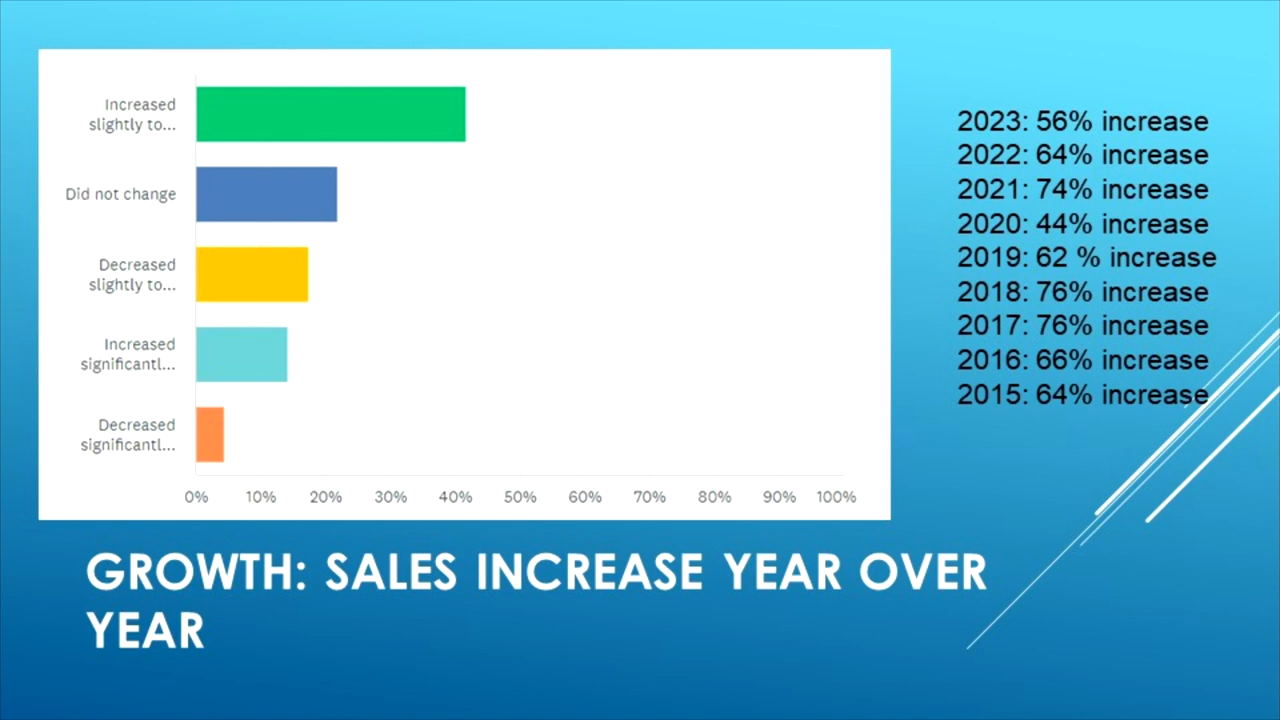 Increased
slightly to...
Did not change
Decreased
slightly to...
Increased
significantl...
Decreased
significantl...
0% 10% 20% 30% 40% 50% 60% 70% 80% 90% 100%
2023: 56% increase
2022: 64% increase
2021: 74% increase
2020: 44% increase
2019: 62 % increase
2018: 76% increase
2017: 76% increase
2016: 66% increase
2015: 64% increase
GROWTH: SALES INCREASE YEAR OVER
YEAR